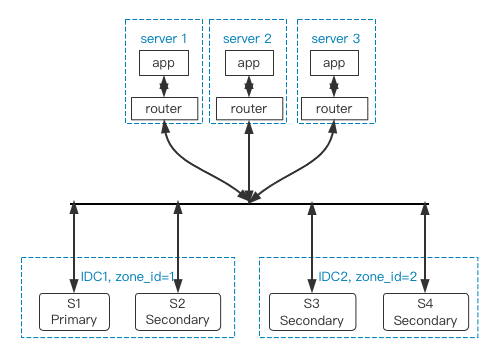 server 1
server 2
server 3
app
app
app
router
router
router
IDC1, zone_id=1
IDC2, zone_id=2
S1
Primary
S2
Secondary
S3
Secondary
S4
Secondary